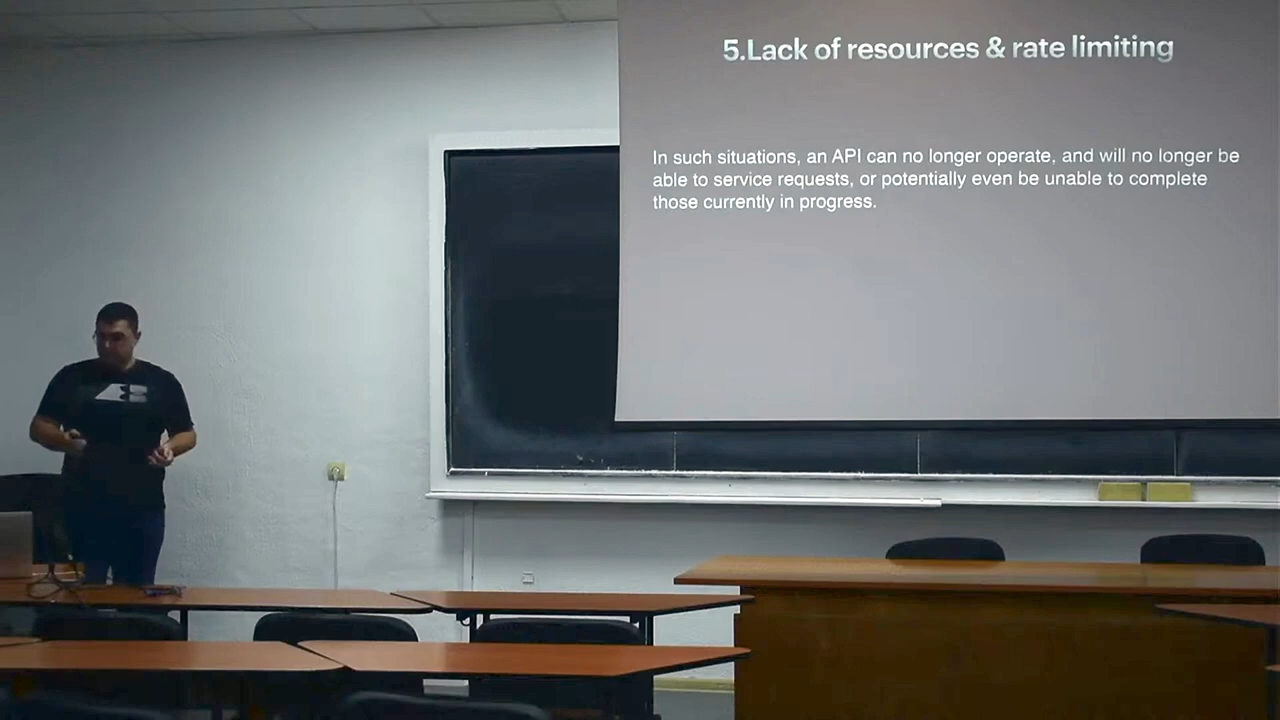 5.Lack of resources & rate limiting
In such situations, an API can no longer operate, and will no longer be
able to service requests, or potentially even be unable to complete
those currently in progress.